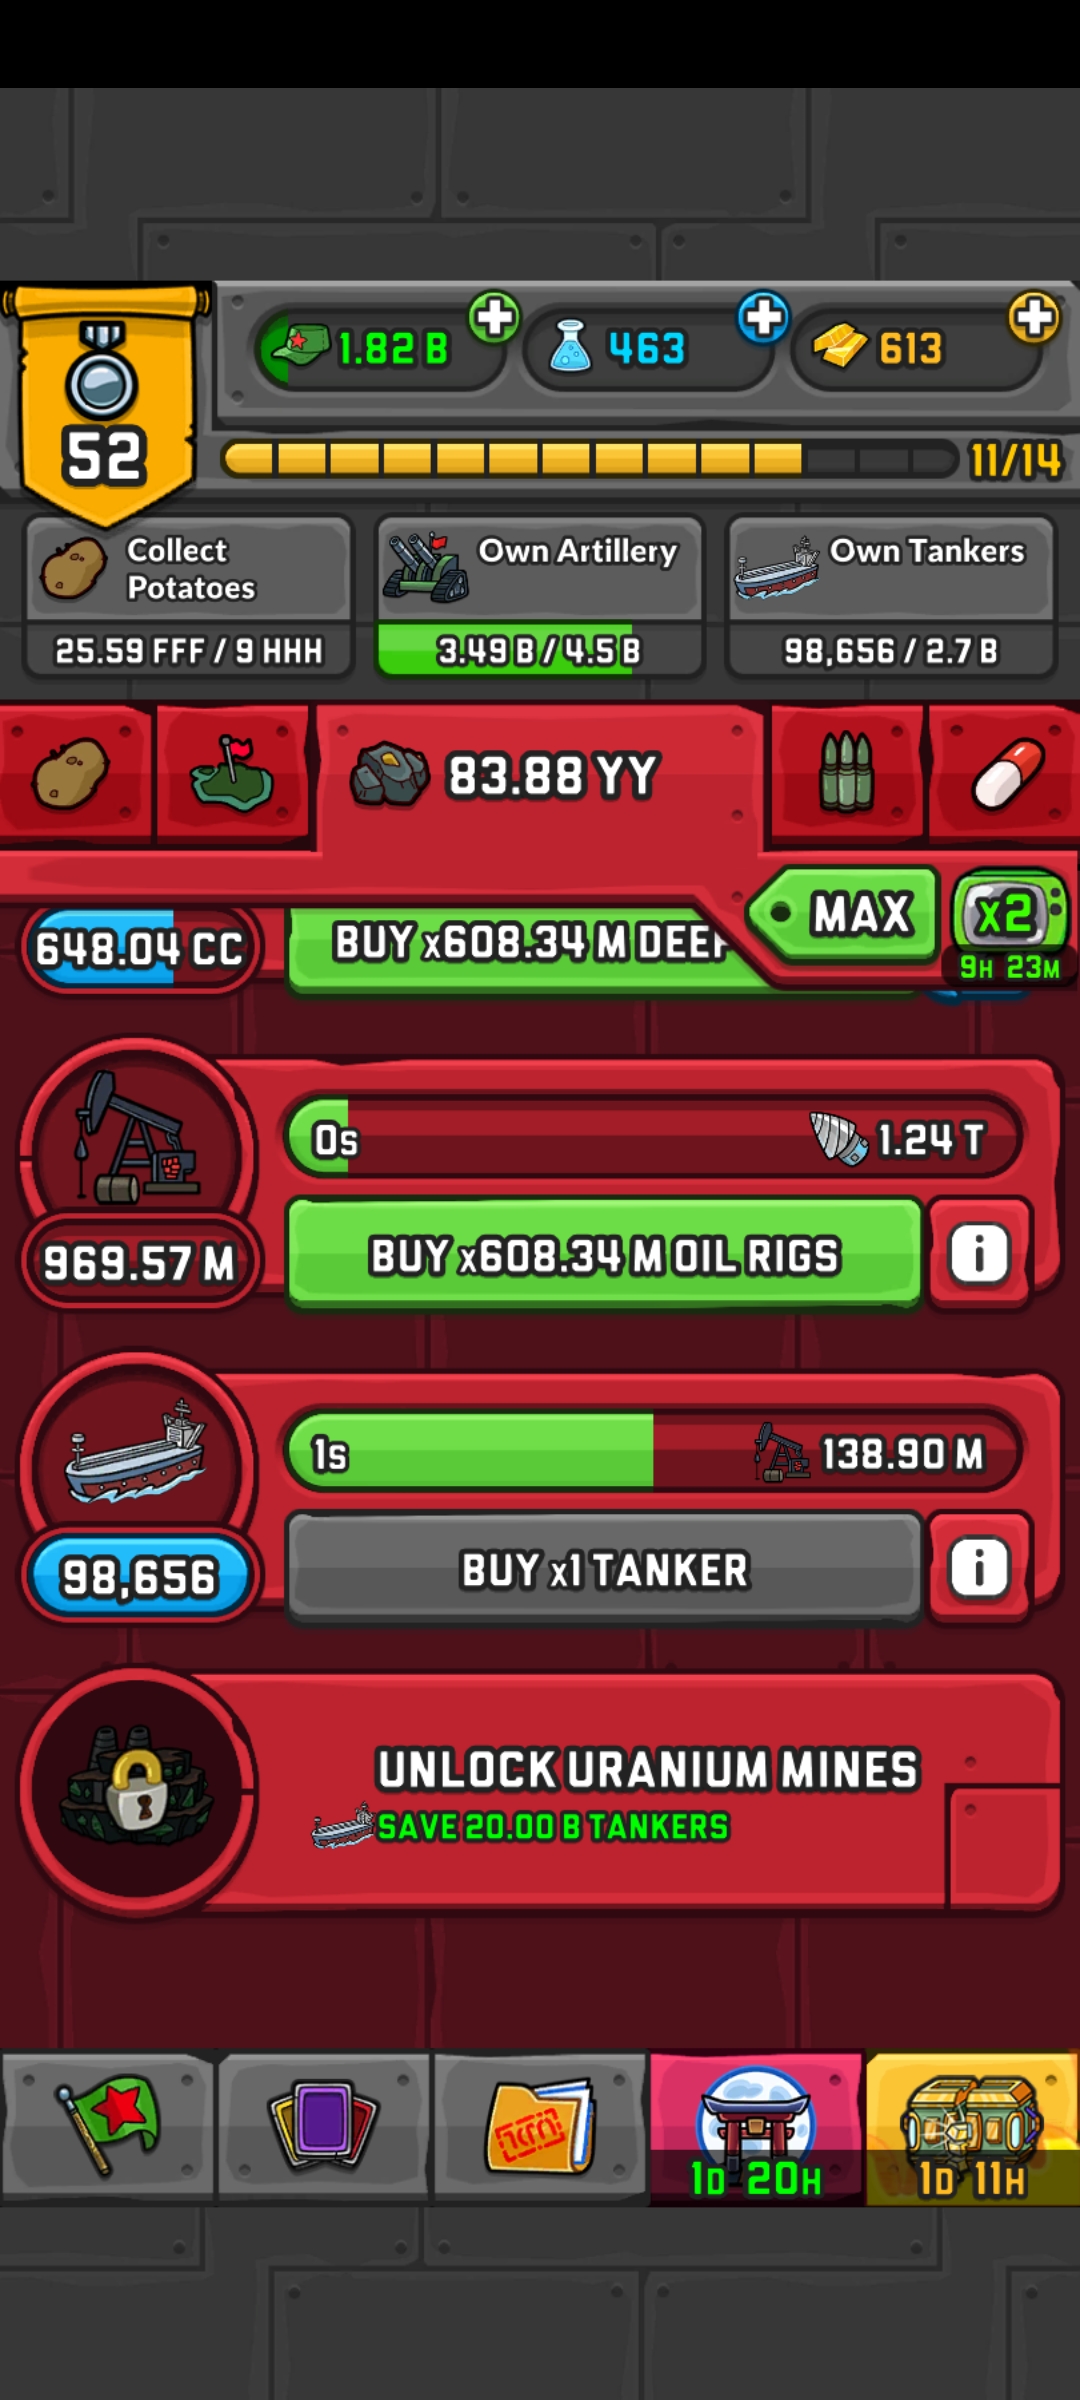 1.82 B
463
613
52
11/14
Collect
Potatoes
25.59 FFF / 9 HHH
Own Artillery
3.49 B / 4.5 B
Own Tankers
98,656 / 2.7 B
83.88 YY
MAX
x2
9H 23M
648.04 CC
BUY x608.34 M
0s
1.24 T
969.57 M
BUY x608.34 M OIL RIGS
i
1s
138.90 M
98,656
BUY x1 TANKER
i
UNLOCK URANIUM MINES
SAVE 20.00 B TANKERS
1D 20H
1D 11H